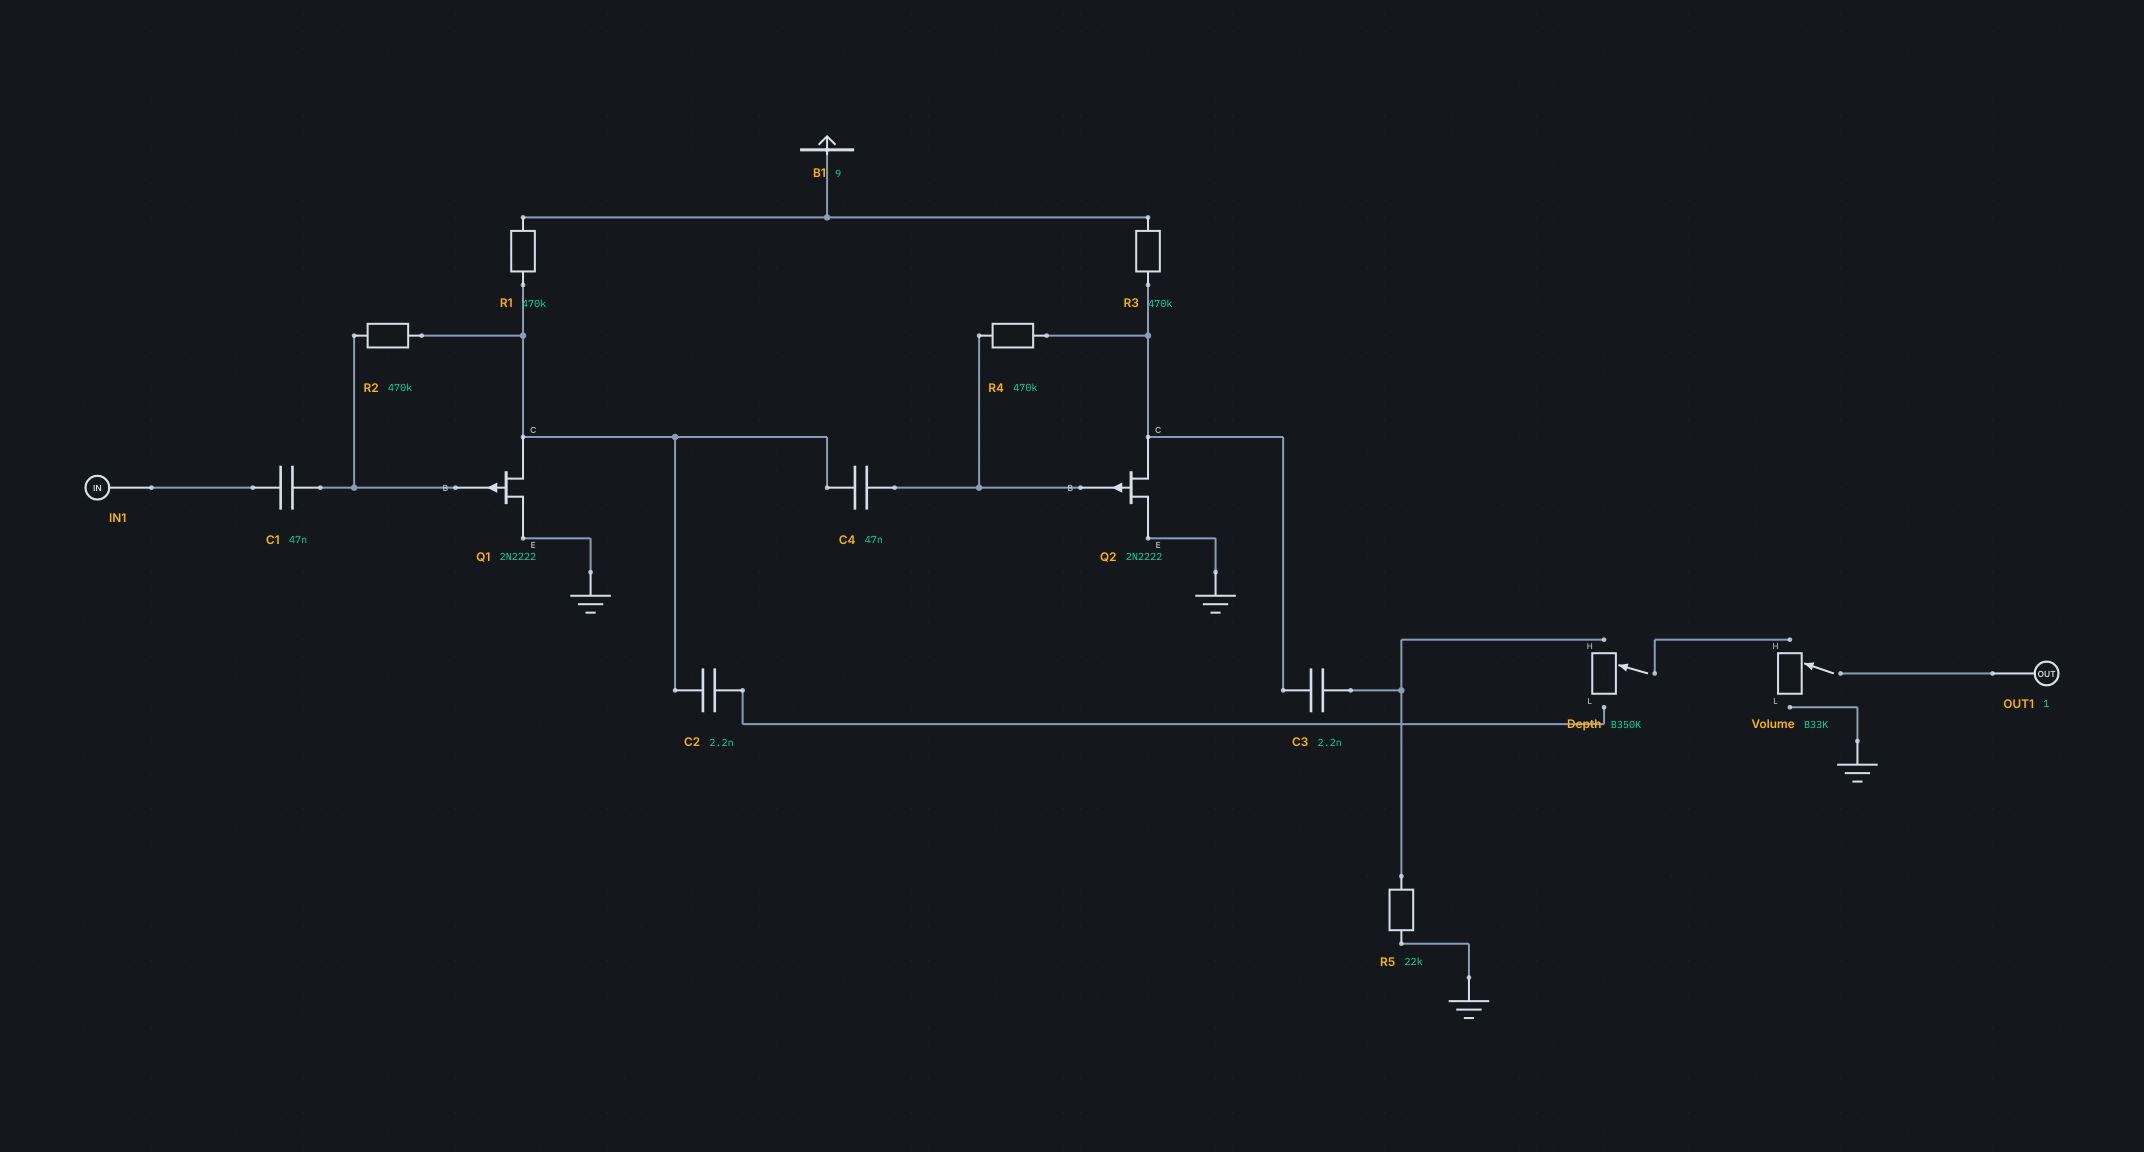 B1 9
R1 470k
R3 470k
R2 470k
R4 470k
C
C
IN
B
B
IN1
C1 47n
C4 47n
E
E
Q1 2N2222
Q2 2N2222
H
H
OUT
L
L
OUT1 1
Depth B350K
Volume B33K
C2 2.2n
C3 2.2n
R5 22k